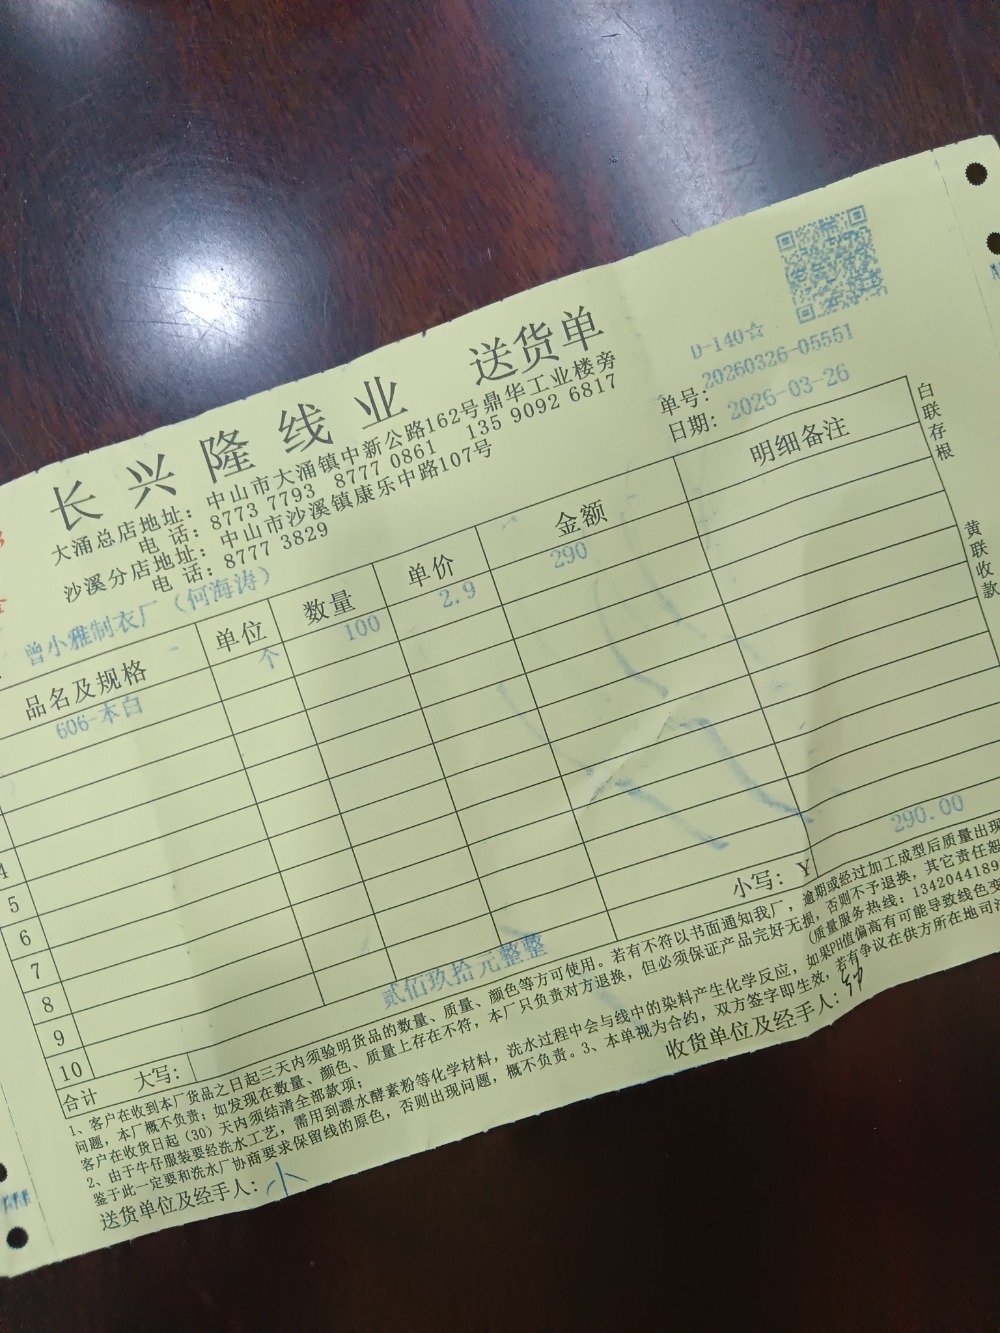 长兴隆线业 送货单
大涌总店地址：中山市大涌镇中新公路162号鼎华工业楼旁
电话：8773 7793 8777 0861 135 9092 6817
沙溪分店地址：中山市沙溪镇康乐中路107号
电话：8777 3829
D-140☆
单号：20260326-05551
日期：2026-03-26
曾小雅制衣厂（何海涛）
品名及规格 单位 数量 单价 金额 明细备注
606-本白 个 100 2.9 290
4
5
6
7
8
9
10
合计 大写：贰佰玖拾元整整 小写：￥290.00
1、客户在收到本厂货品之日起三天内须验明货品的数量、质量、颜色等方可使用。若有不符以书面通知我厂，逾期或经过加工成型后质量出现
问题，本厂概不负责；如发现在数量、颜色、质量上存在不符，本厂只负责对方退换，但必须保证产品完好无损，否则不予退换，其它责任恕
客户在收货日起（30）天内须结清全部款项； （质量服务热线：1342044189
2、由于牛仔服装要经洗水工艺，需用到漂水酵素粉等化学材料，洗水过程中会与线中的染料产生化学反应，如果PH值偏高有可能导致线色变
鉴于此一定要和洗水厂协商要求保留线的原色，否则出现问题，概不负责。3、本单视为合约，双方签字即生效，若有争议在供方所在地司法
送货单位及经手人：小 收货单位及经手人：
白联存根
黄联收款